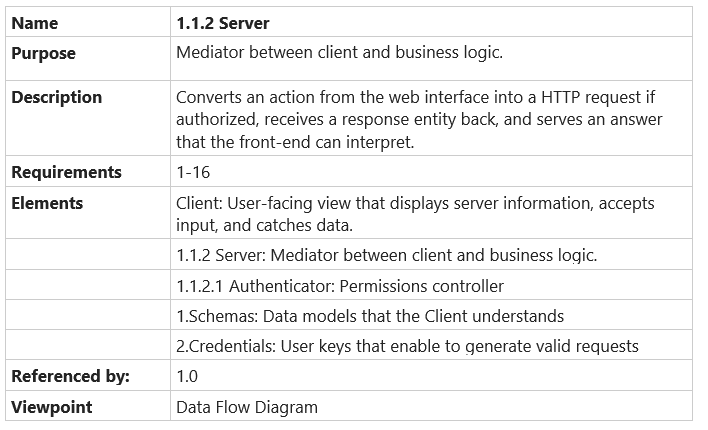 Name 1.1.2 Server
Purpose Mediator between client and business logic.
Description Converts an action from the web interface into a HTTP request if
authorized, receives a response entity back, and serves an answer
that the front-end can interpret.
Requirements 1-16
Elements Client: User-facing view that displays server information, accepts
input, and catches data.
1.1.2 Server: Mediator between client and business logic.
1.1.2.1 Authenticator: Permissions controller
1.Schemas: Data models that the Client understands
2.Credentials: User keys that enable to generate valid requests
Referenced by: 1.0
Viewpoint Data Flow Diagram